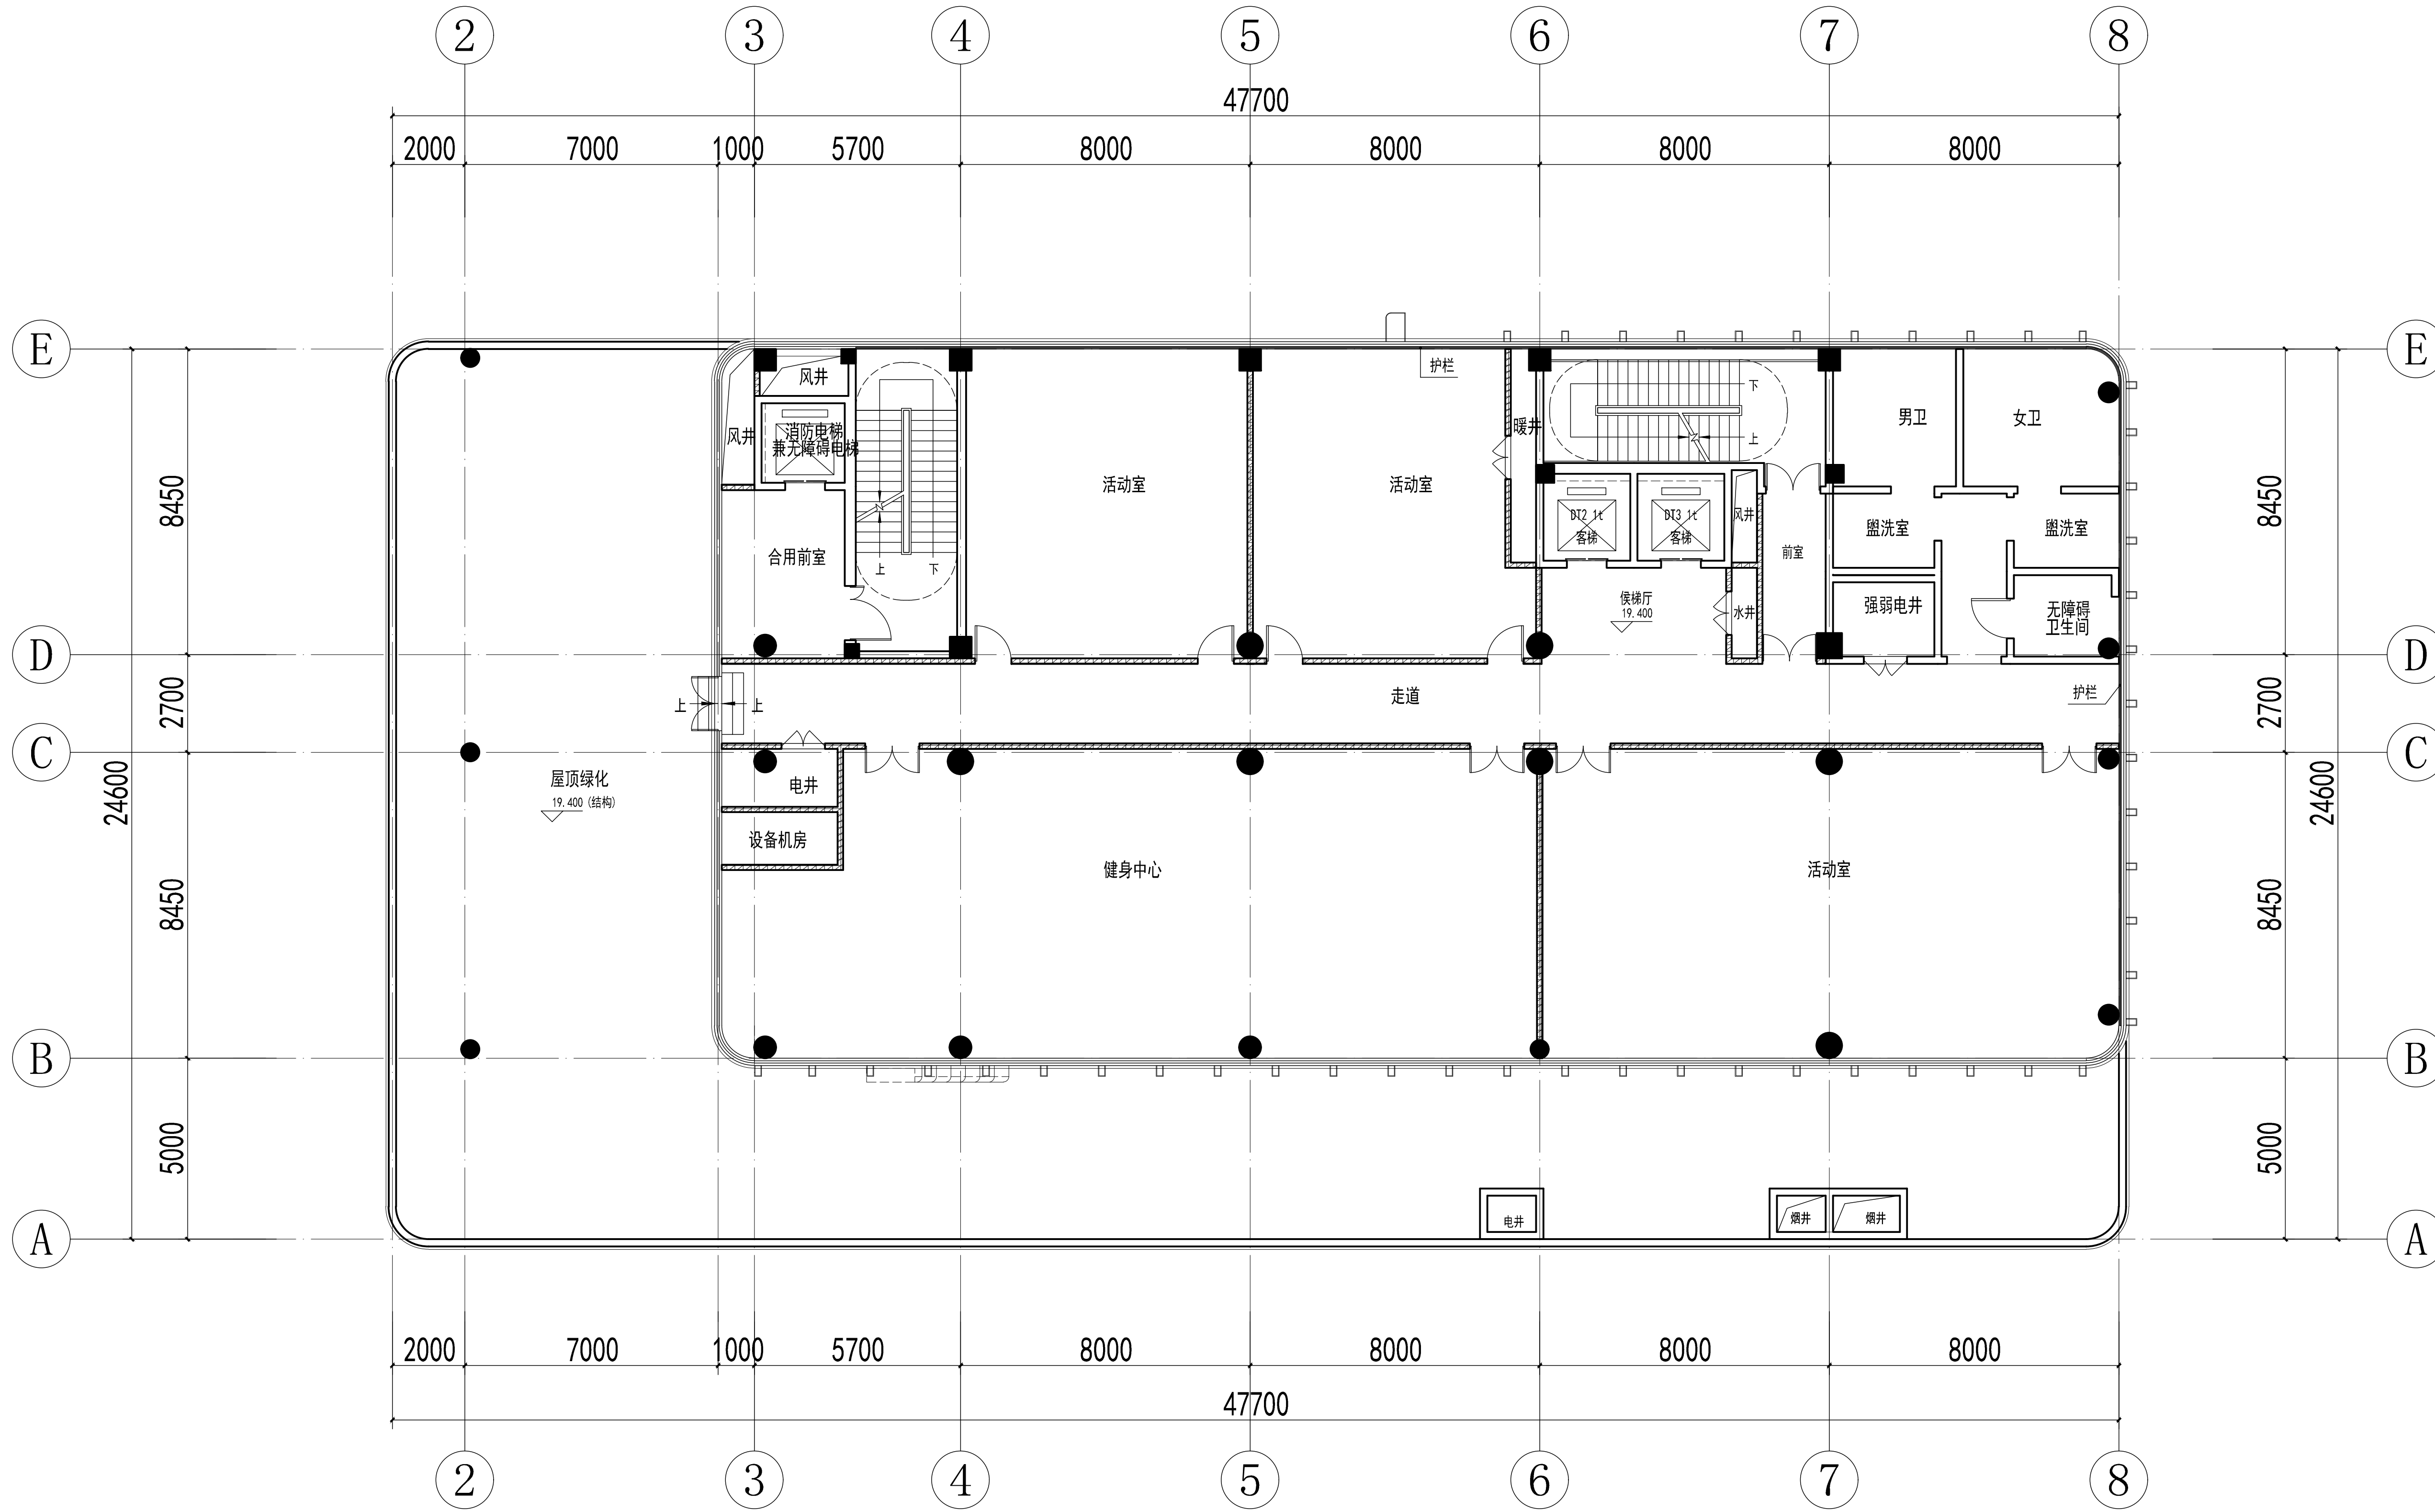 2 3 4 5 6 7 8
47700
2000 7000 1000 5700 8000 8000 8000 8000
E
E
护栏
风井
下
男卫
女卫
风井
消防电梯
兼无障碍电梯
暖井
上
8450
活动室
活动室
8450
DT2 1t
客梯
DT3 1t
客梯
风井
盥洗室
盥洗室
合用前室
前室
上
下
侯梯厅
19.400
水井
强弱电井
无障碍
卫生间
D
D
2700
上
上
走道
护栏
2700
C
C
24600
屋顶绿化
19.400(结构)
电井
24600
设备机房
健身中心
活动室
8450
8450
B
B
5000
5000
电井
烟井
烟井
A
A
2000 7000 1000 5700 8000 8000 8000 8000
47700
2 3 4 5 6 7 8